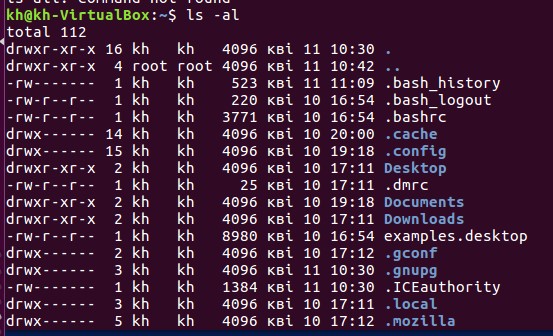 kh@kh-VirtualBox:~$ ls -al
total 112
drwxr-xr-x 16 kh   kh   4096 кві 11 10:30 .
drwxr-xr-x  4 root root 4096 кві 11 10:42 ..
-rw-------  1 kh   kh    523 кві 11 11:09 .bash_history
-rw-r--r--  1 kh   kh    220 кві 10 16:54 .bash_logout
-rw-r--r--  1 kh   kh   3771 кві 10 16:54 .bashrc
drwx------ 14 kh   kh   4096 кві 10 20:00 .cache
drwx------ 15 kh   kh   4096 кві 10 19:18 .config
drwxr-xr-x  2 kh   kh   4096 кві 10 17:11 Desktop
-rw-r--r--  1 kh   kh     25 кві 10 17:11 .dmrc
drwxr-xr-x  2 kh   kh   4096 кві 10 19:18 Documents
drwxr-xr-x  2 kh   kh   4096 кві 10 17:11 Downloads
-rw-r--r--  1 kh   kh   8980 кві 10 16:54 examples.desktop
drwx------  2 kh   kh   4096 кві 10 17:12 .gconf
drwx------  3 kh   kh   4096 кві 11 10:30 .gnupg
-rw-------  1 kh   kh   1384 кві 11 10:30 .ICEauthority
drwx------  3 kh   kh   4096 кві 10 17:11 .local
drwx------  5 kh   kh   4096 кві 10 17:12 .mozilla